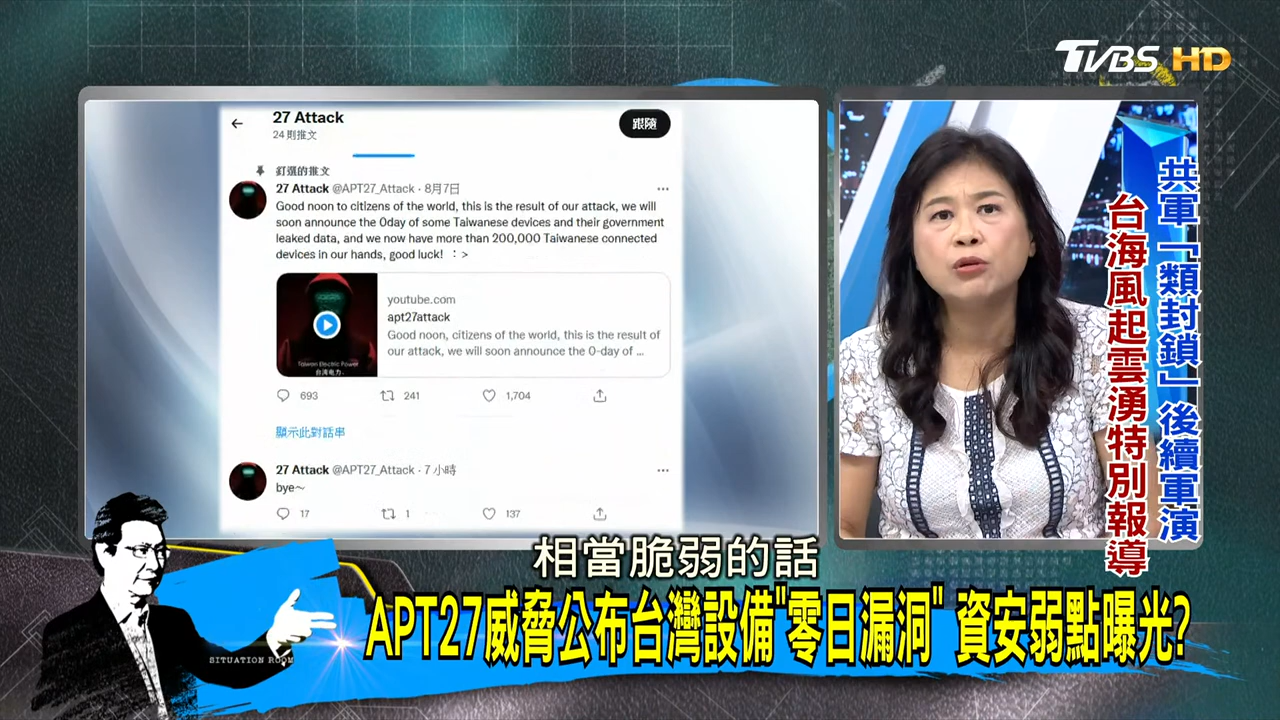 TVBS HD
27 Attack
24 則推文
跟隨
釘選的推文
27 Attack @APT27_Attack · 8月7日
Good noon to citizens of the world, this is the result of our attack, we will
soon announce the 0day of some Taiwanese devices and their government
leaked data, and we now have more than 200,000 Taiwanese connected
devices in our hands, good luck! ：>
youtube.com
apt27attack
Good noon, citizens of the world, this is the result of
our attack, we will soon announce the 0-day of ...
Taiwan Electric Power
台湾电力、
693
241
1,704
顯示此對話串
27 Attack @APT27_Attack · 7 小時
bye～
17
1
137
共軍「類封鎖」後續軍演
台海風起雲湧特別報導
相當脆弱的話
APT27威脅公布台灣設備"零日漏洞" 資安弱點曝光?
SITUATION ROOM